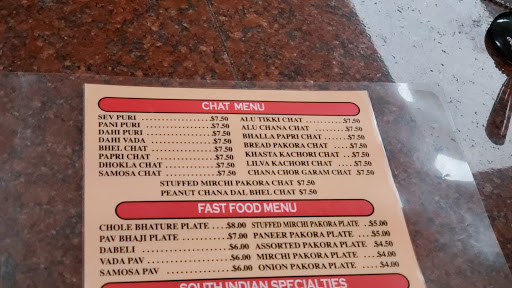 CHAT MENU
SEV PURI $7.50
PANI PURI $7.50
DAHI PURI $7.50
DAHI VADA $7.50
BHEL CHAT $7.50
PAPRI CHAT $7.50
DHOKLA CHAT $7.50
SAMOSA CHAT $7.50
ALU TIKKI CHAT $7.50
ALU CHANA CHAT $7.50
BHALLA PAPRI CHAT $7.50
BREAD PAKORA CHAT $7.50
KHASTA KACHORI CHAT $7.50
LILVA KACHORI CHAT $7.50
CHANA CHOR GARAM CHAT $7.50
STUFFED MIRCHI PAKORA CHAT $7.50
PEANUT CHANA DAL BHEL CHAT $7.50
FAST FOOD MENU
CHOLE BHATURE PLATE $8.00
PAV BHAJI PLATE $7.00
DABELI $6.00
VADA PAV $6.00
SAMOSA PAV $6.00
STUFFED MIRCHI PAKORA PLATE $5.00
PANEER PAKORA PLATE $5.00
ASSORTED PAKORA PLATE $4.50
MIRCHI PAKORA PLATE $4.00
ONION PAKORA PLATE $4.00
SOUTH INDIAN SPECIALTIES